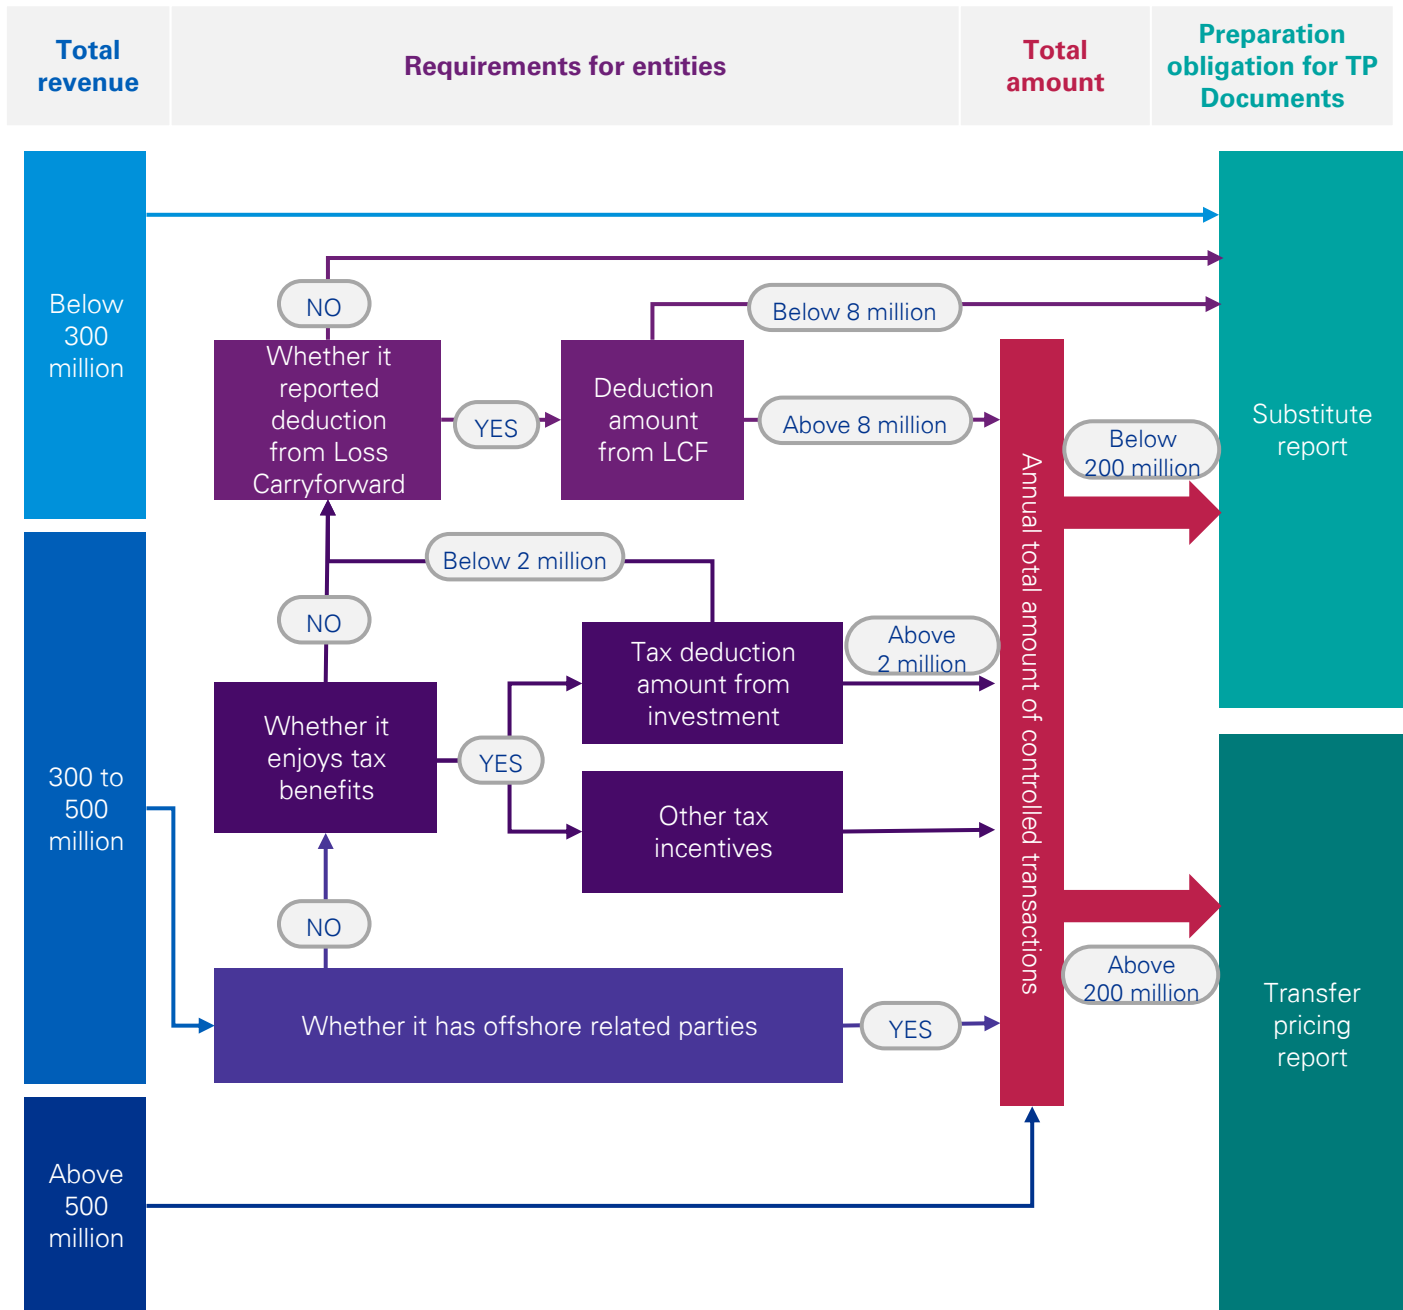 Total
revenue
Requirements for entities
Total
amount
Preparation
obligation for TP
Documents
Below
300
million
NO
Below 8 million
Whether it
reported
deduction
from Loss
Carryforward
YES
Deduction
amount
from LCF
Above 8 million
Below
200 million
Substitute
report
Annual total amount of controlled transactions
Below 2 million
NO
300 to
500
million
Whether it
enjoys tax
benefits
YES
Tax deduction
amount from
investment
Above
2 million
Other tax
incentives
NO
Whether it has offshore related parties
YES
Above
200 million
Transfer
pricing
report
Above
500
million